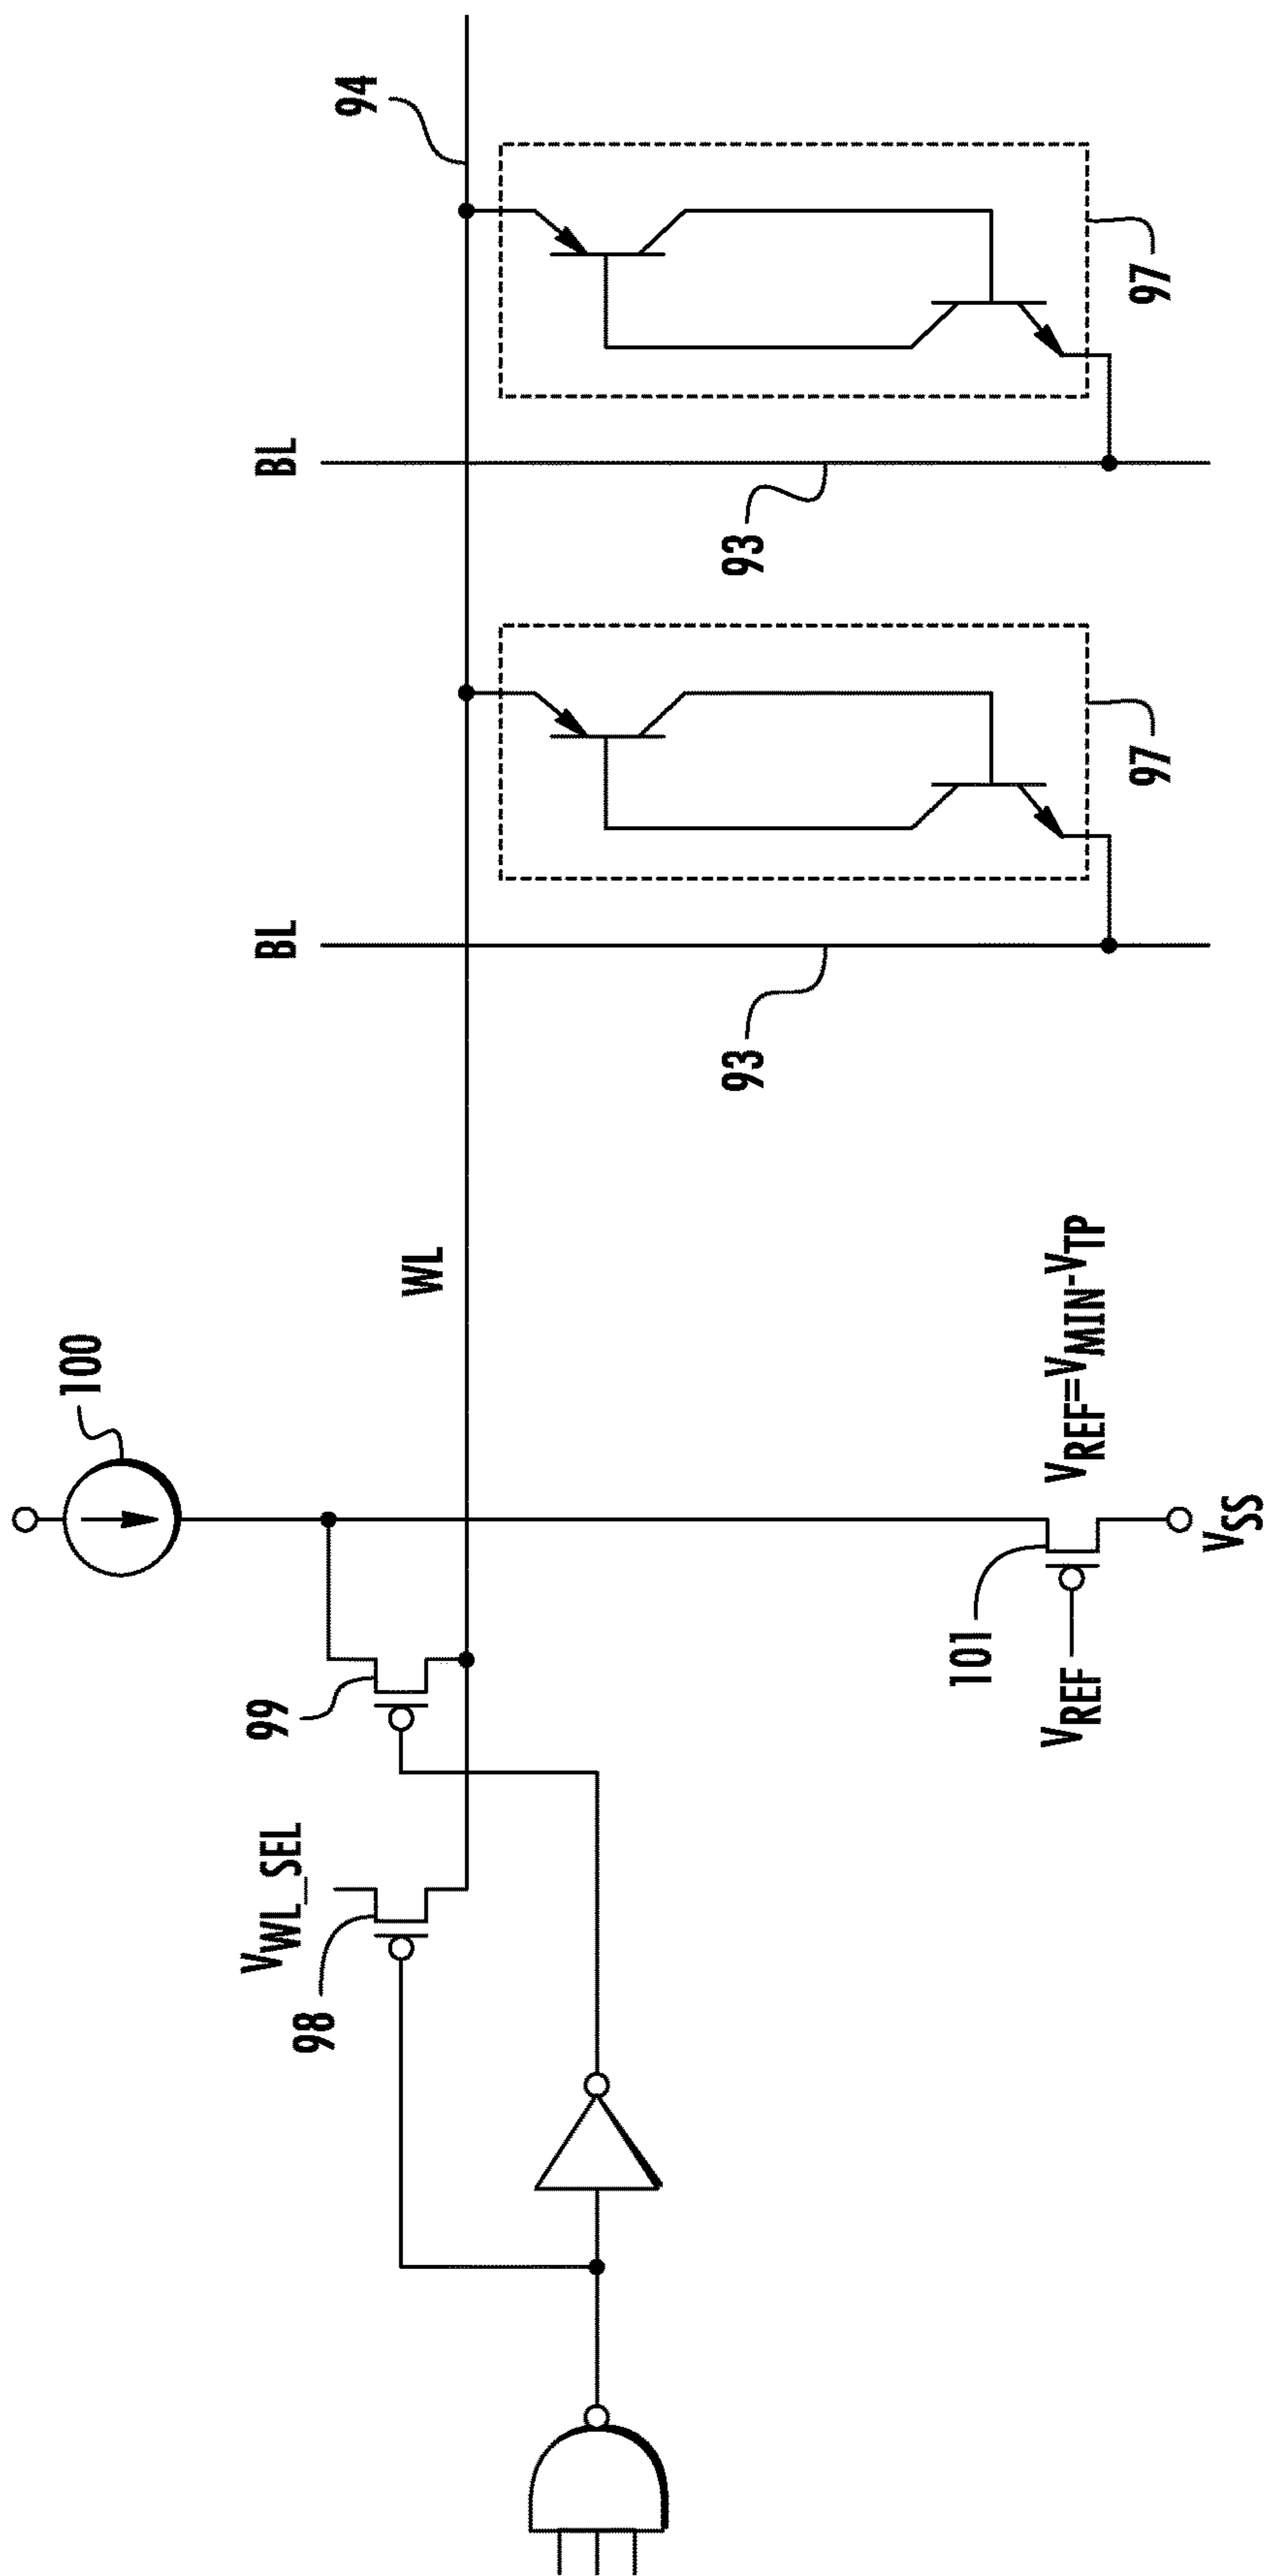 100
94
BL
BL
WL
99
V_WL_SEL
98
93
93
97
97
101
V_REF
V_REF=V_MIN-V_TP
V_SS